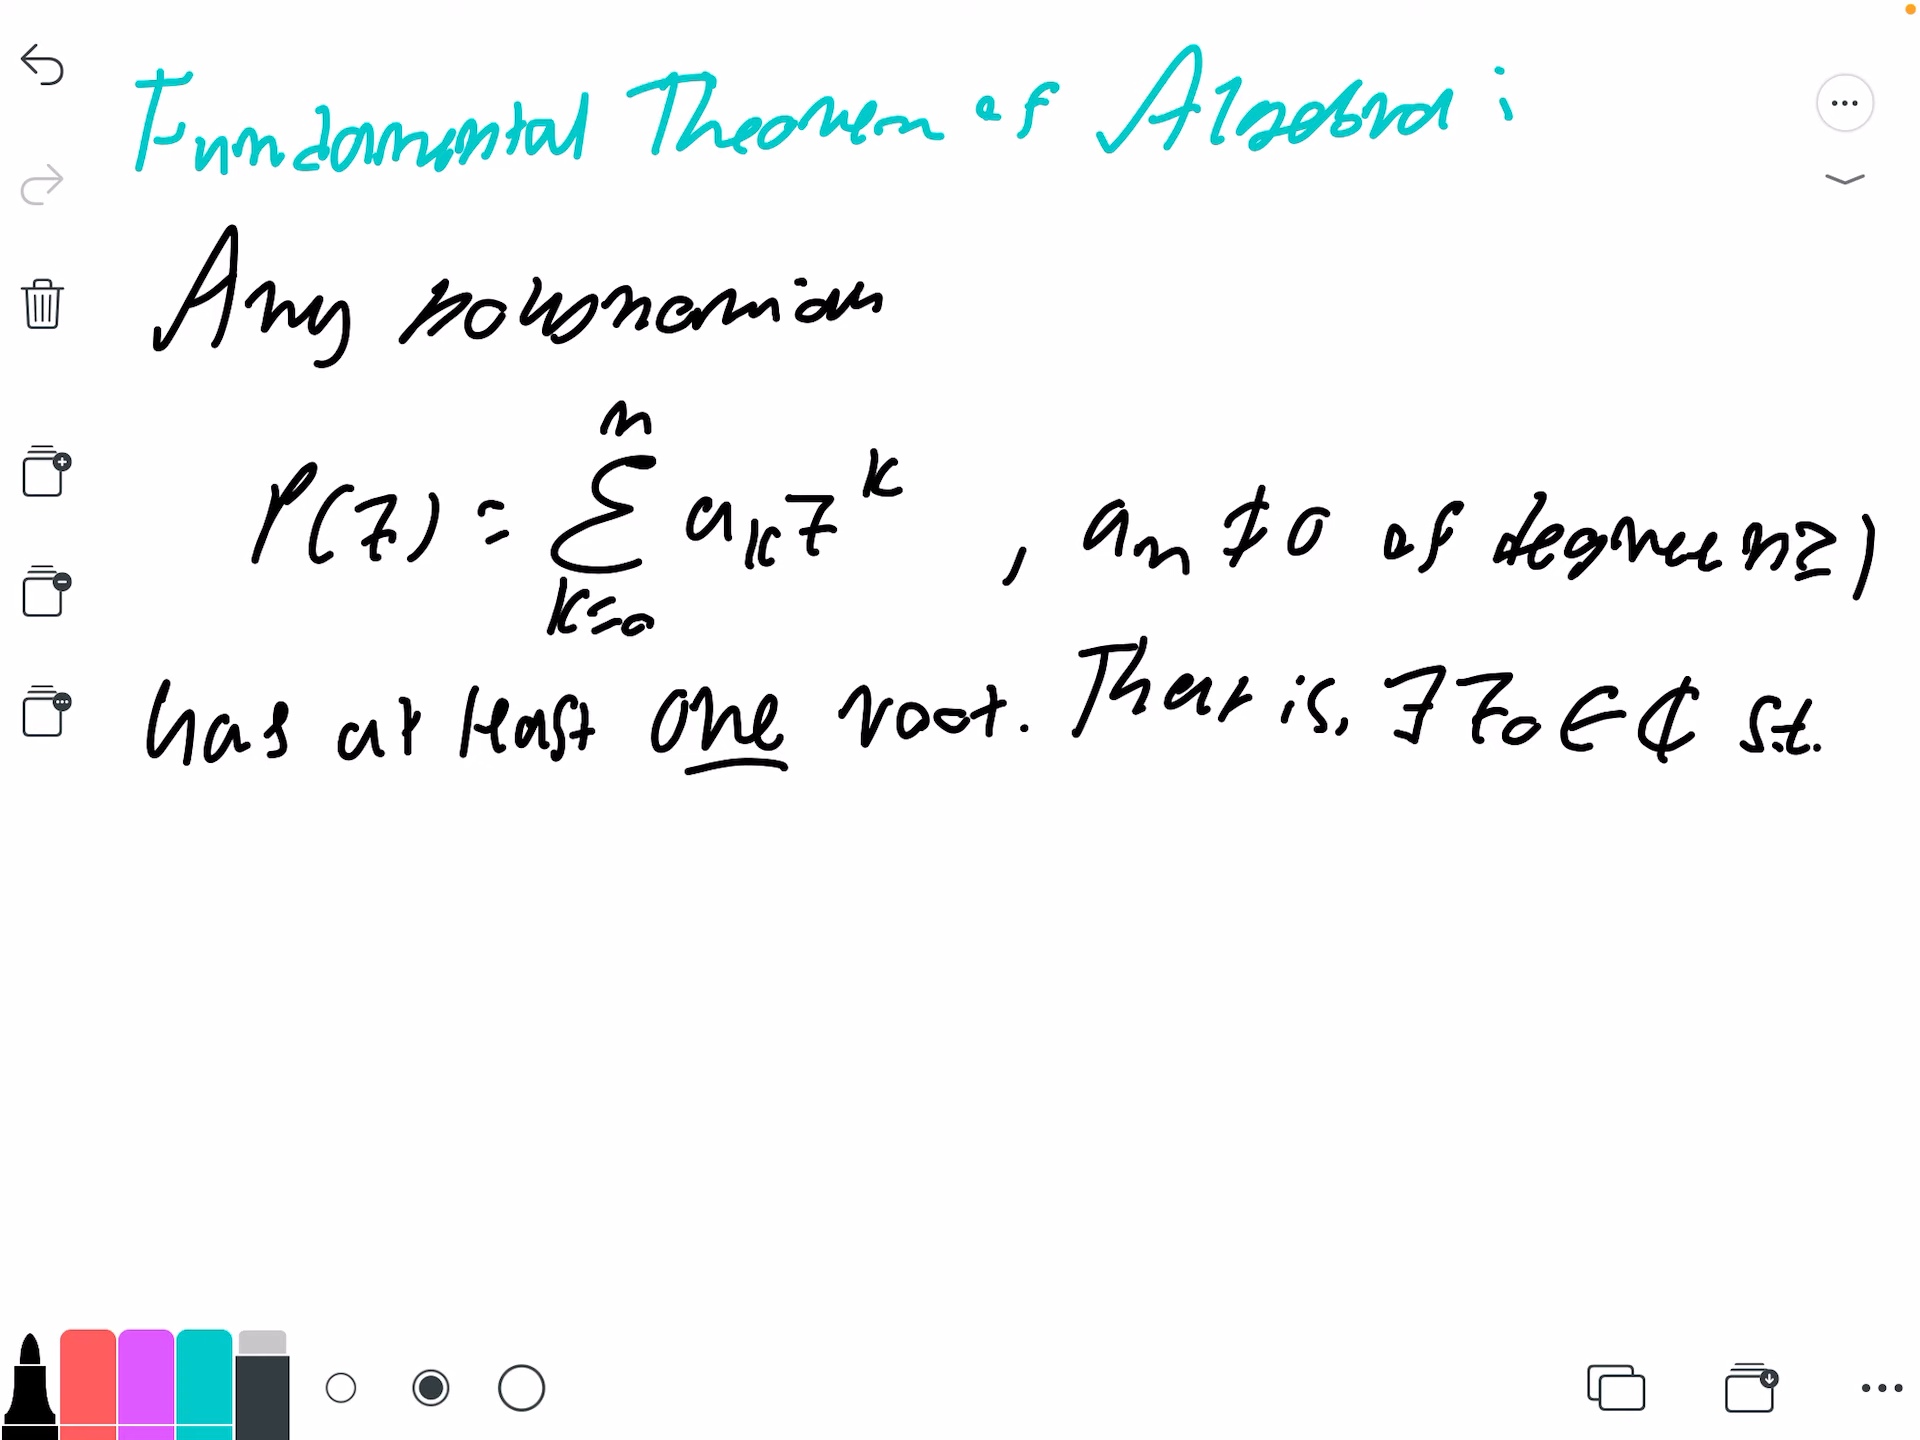 Fundamental Theorem of Algebra:
Any polynomial
P(z) = Σ_{k=0}^{n} a_k z^k , a_n ≠ 0 of degree n ≥ 1
has at least one root. That is, ∃ z_0 ∈ ℂ s.t.